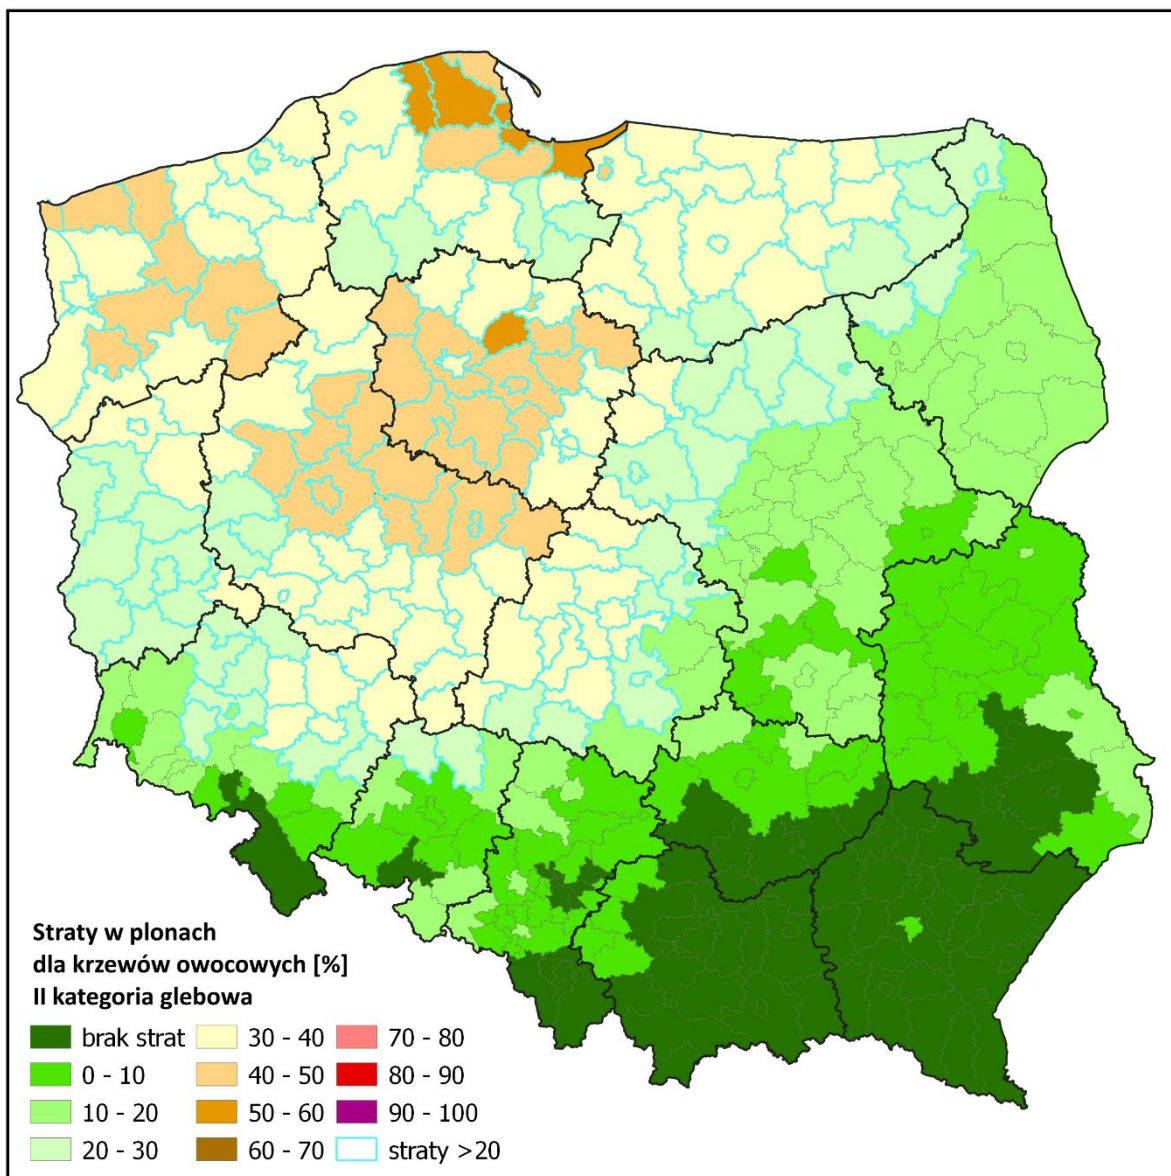 Straty w plonach
dla krzewów owocowych [%]
II kategoria glebowa
brak strat
0 - 10
10 - 20
20 - 30
30 - 40
40 - 50
50 - 60
60 - 70
70 - 80
80 - 90
90 - 100
straty >20